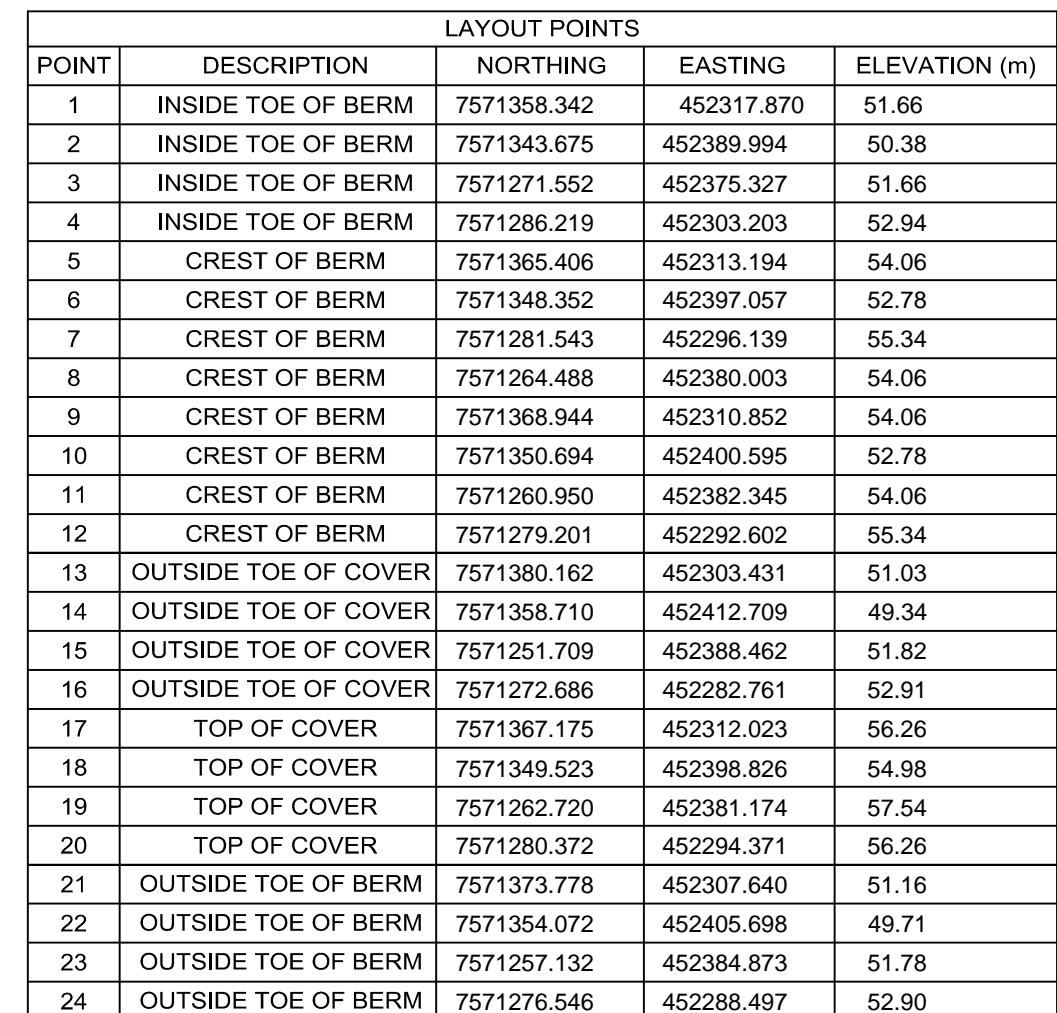 LAYOUT POINTS
POINT DESCRIPTION NORTHING EASTING ELEVATION (m)
1 INSIDE TOE OF BERM 7571358.342 452317.870 51.66
2 INSIDE TOE OF BERM 7571343.675 452389.994 50.38
3 INSIDE TOE OF BERM 7571271.552 452375.327 51.66
4 INSIDE TOE OF BERM 7571286.219 452303.203 52.94
5 CREST OF BERM 7571365.406 452313.194 54.06
6 CREST OF BERM 7571348.352 452397.057 52.78
7 CREST OF BERM 7571281.543 452296.139 55.34
8 CREST OF BERM 7571264.488 452380.003 54.06
9 CREST OF BERM 7571368.944 452310.852 54.06
10 CREST OF BERM 7571350.694 452400.595 52.78
11 CREST OF BERM 7571260.950 452382.345 54.06
12 CREST OF BERM 7571279.201 452292.602 55.34
13 OUTSIDE TOE OF COVER 7571380.162 452303.431 51.03
14 OUTSIDE TOE OF COVER 7571358.710 452412.709 49.34
15 OUTSIDE TOE OF COVER 7571251.709 452388.462 51.82
16 OUTSIDE TOE OF COVER 7571272.686 452282.761 52.91
17 TOP OF COVER 7571367.175 452312.023 56.26
18 TOP OF COVER 7571349.523 452398.826 54.98
19 TOP OF COVER 7571262.720 452381.174 57.54
20 TOP OF COVER 7571280.372 452294.371 56.26
21 OUTSIDE TOE OF BERM 7571373.778 452307.640 51.16
22 OUTSIDE TOE OF BERM 7571354.072 452405.698 49.71
23 OUTSIDE TOE OF BERM 7571257.132 452384.873 51.78
24 OUTSIDE TOE OF BERM 7571276.546 452288.497 52.90